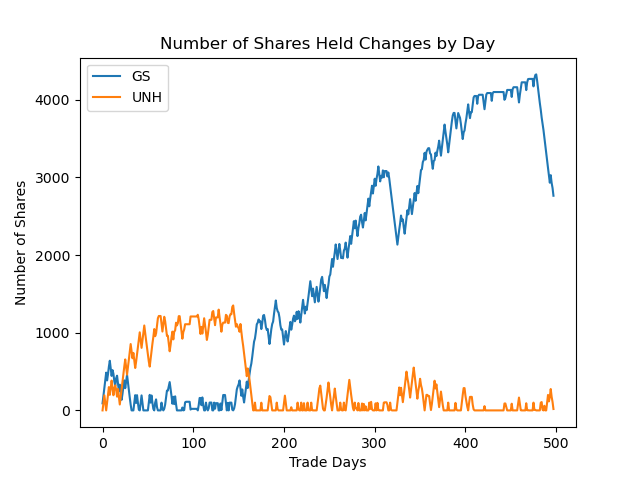 Number of Shares Held Changes by Day
GS
UNH
Number of Shares
4000
3000
2000
1000
0
0 100 200 300 400 500
Trade Days